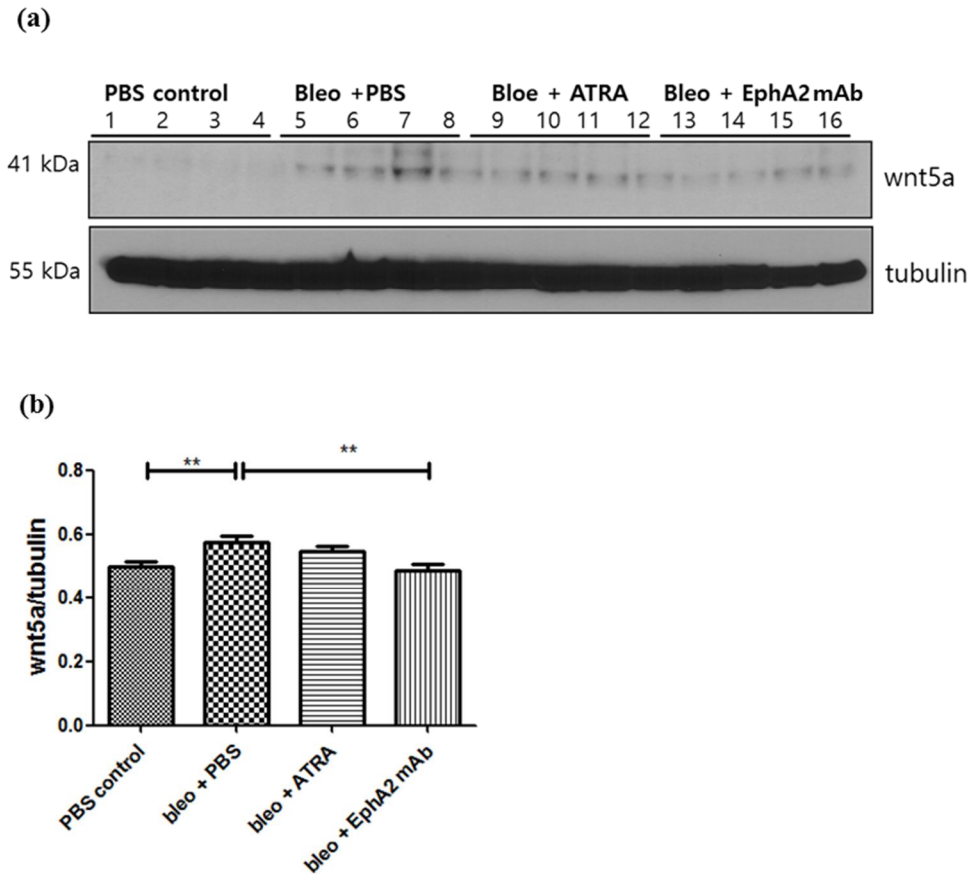 (a)
PBS control Bleo +PBS Bloe + ATRA Bleo + EphA2 mAb
1 2 3 4 5 6 7 8 9 10 11 12 13 14 15 16
41 kDa wnt5a
55 kDa tubulin
(b)
** **
0.8
0.6
0.4
0.2
0.0
wnt5a/tubulin
PBS control
bleo + PBS
bleo + ATRA
bleo + EphA2 mAb